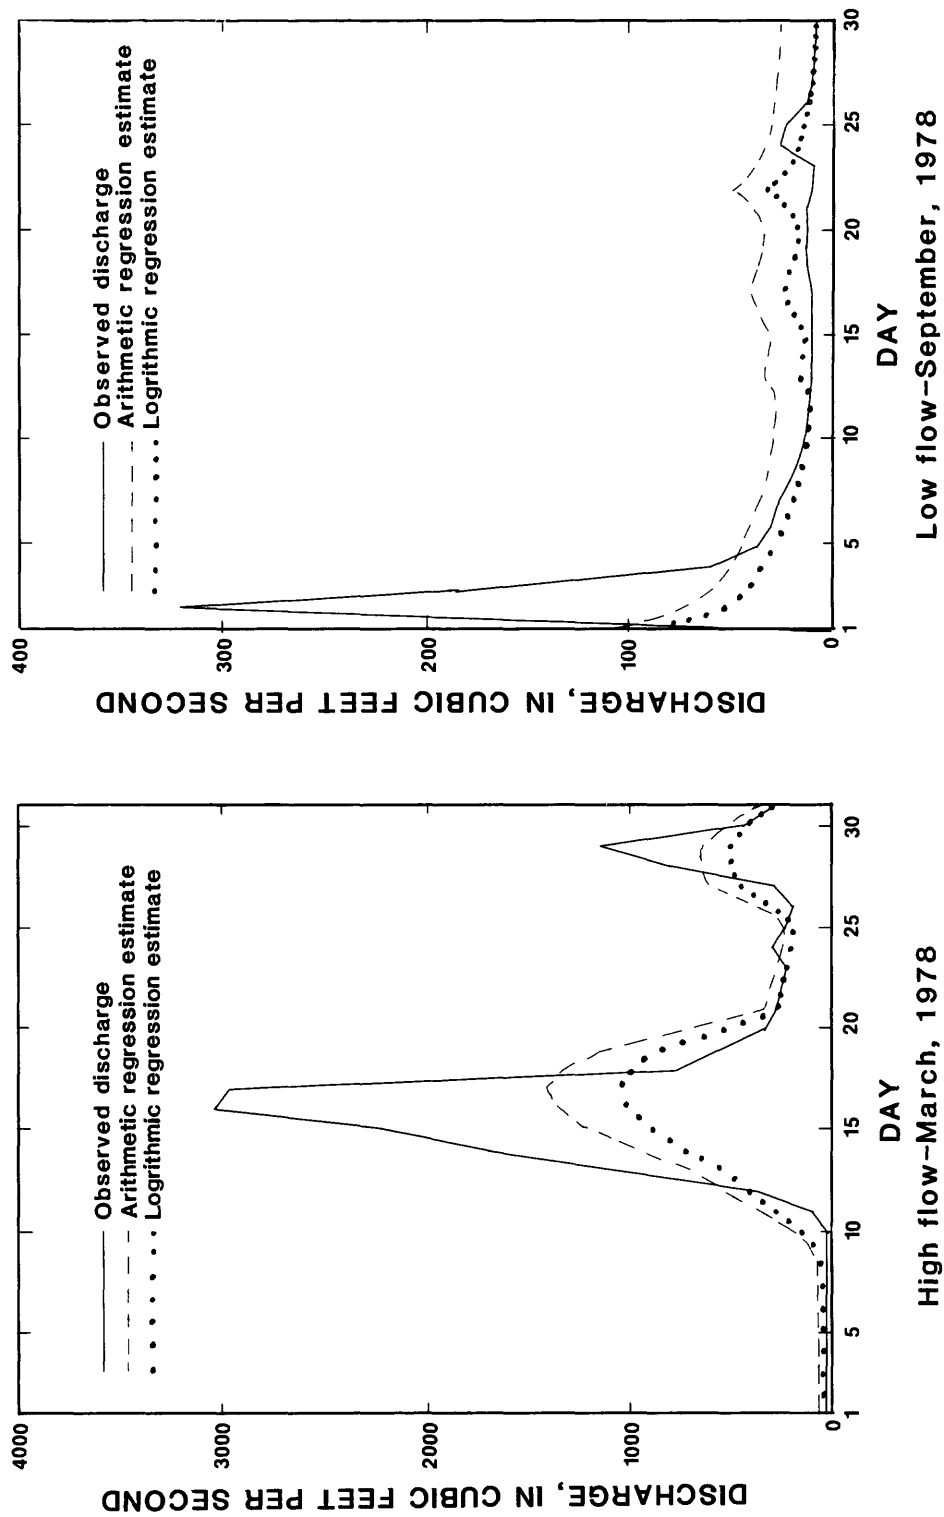 DISCHARGE, IN CUBIC FEET PER SECOND
4000
3000
2000
1000
0
Observed discharge
Arithmetic regression estimate
Logrithmic regression estimate
1 5 10 15 20 25 30
DAY
High flow–March, 1978
DISCHARGE, IN CUBIC FEET PER SECOND
400
300
200
100
0
Observed discharge
Arithmetic regression estimate
Logrithmic regression estimate
1 5 10 15 20 25 30
DAY
Low flow–September, 1978